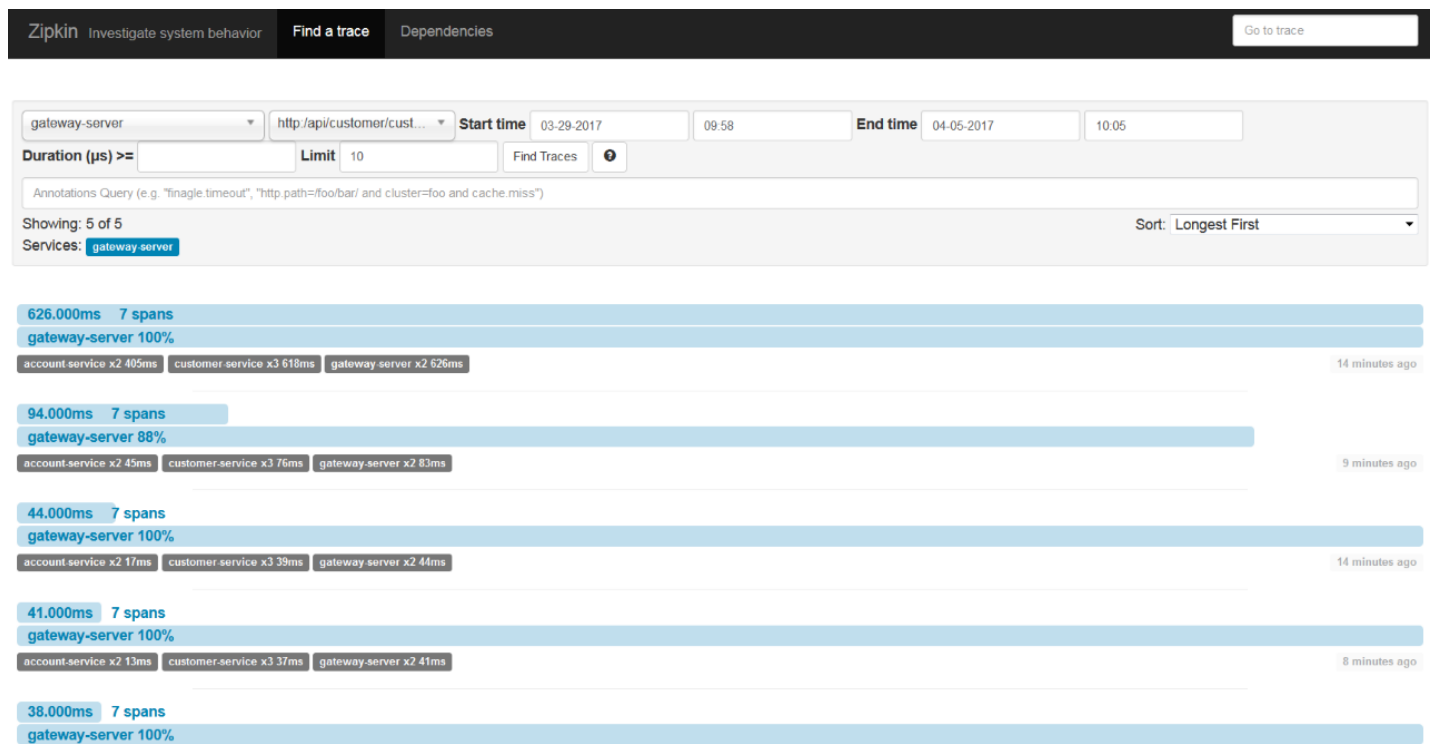 Zipkin Investigate system behavior Find a trace Dependencies Go to trace
gateway-server http:/api/customer/cust... Start time 03-29-2017 09:58 End time 04-05-2017 10:05
Duration (µs) >= Limit 10 Find Traces ?
Annotations Query (e.g. "finagle.timeout", "http.path=/foo/bar/ and cluster=foo and cache.miss")
Showing: 5 of 5 Sort: Longest First
Services: gateway-server
626.000ms 7 spans
gateway-server 100%
account-service x2 405ms customer-service x3 618ms gateway-server x2 626ms 14 minutes ago
94.000ms 7 spans
gateway-server 88%
account-service x2 45ms customer-service x3 76ms gateway-server x2 83ms 9 minutes ago
44.000ms 7 spans
gateway-server 100%
account-service x2 17ms customer-service x3 39ms gateway-server x2 44ms 14 minutes ago
41.000ms 7 spans
gateway-server 100%
account-service x2 13ms customer-service x3 37ms gateway-server x2 41ms 8 minutes ago
38.000ms 7 spans
gateway-server 100%